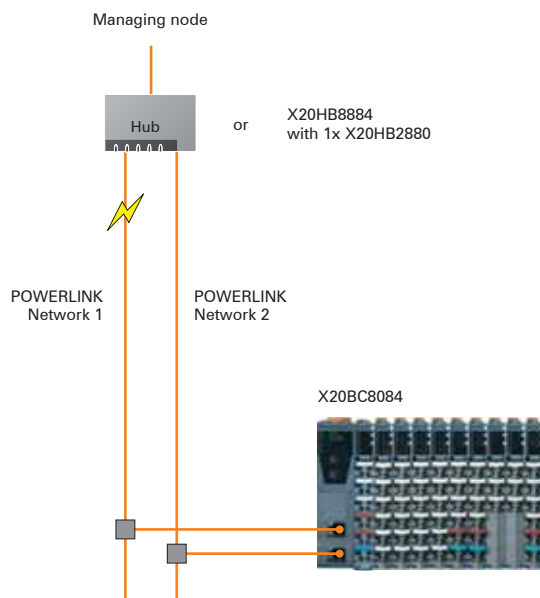 Managing node
Hub
or
X20HB8884
with 1x X20HB2880
POWERLINK
Network 1
POWERLINK
Network 2
X20BC8084